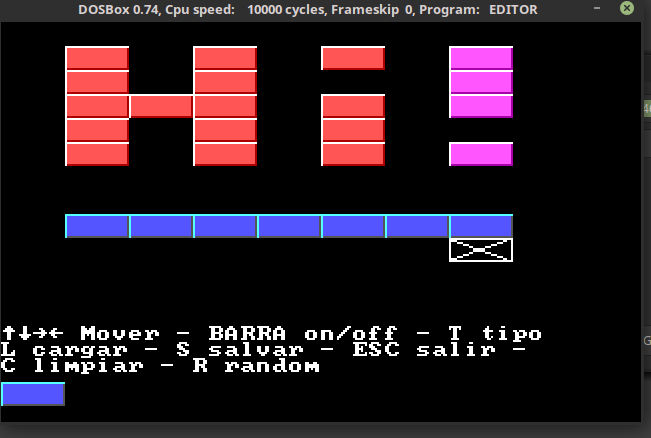 DOSBox 0.74, Cpu speed: 10000 cycles, Frameskip 0, Program: EDITOR
Hi!
↑↓→← Mover - BARRA on/off - T tipo
L cargar - S salvar - ESC salir -
C limpiar - R random